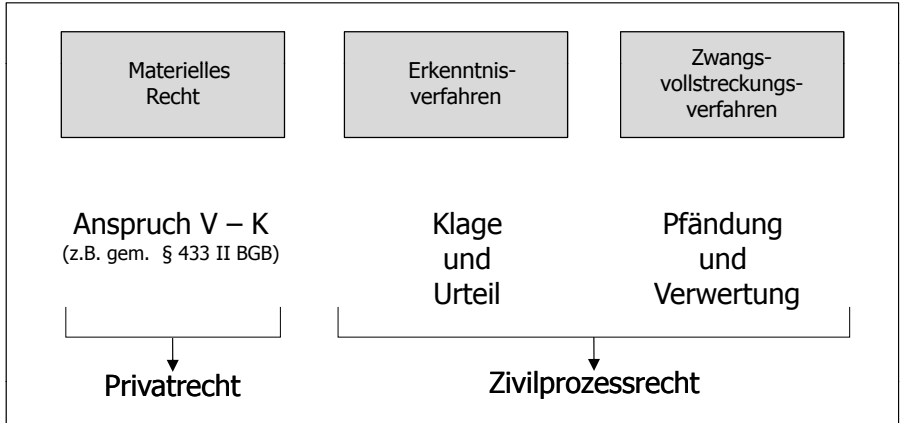 Materielles
Recht
Erkenntnis-
verfahren
Zwangs-
vollstreckungs-
verfahren
Anspruch V – K
(z.B. gem. § 433 II BGB)
Klage
und
Urteil
Pfändung
und
Verwertung
Privatrecht
Zivilprozessrecht